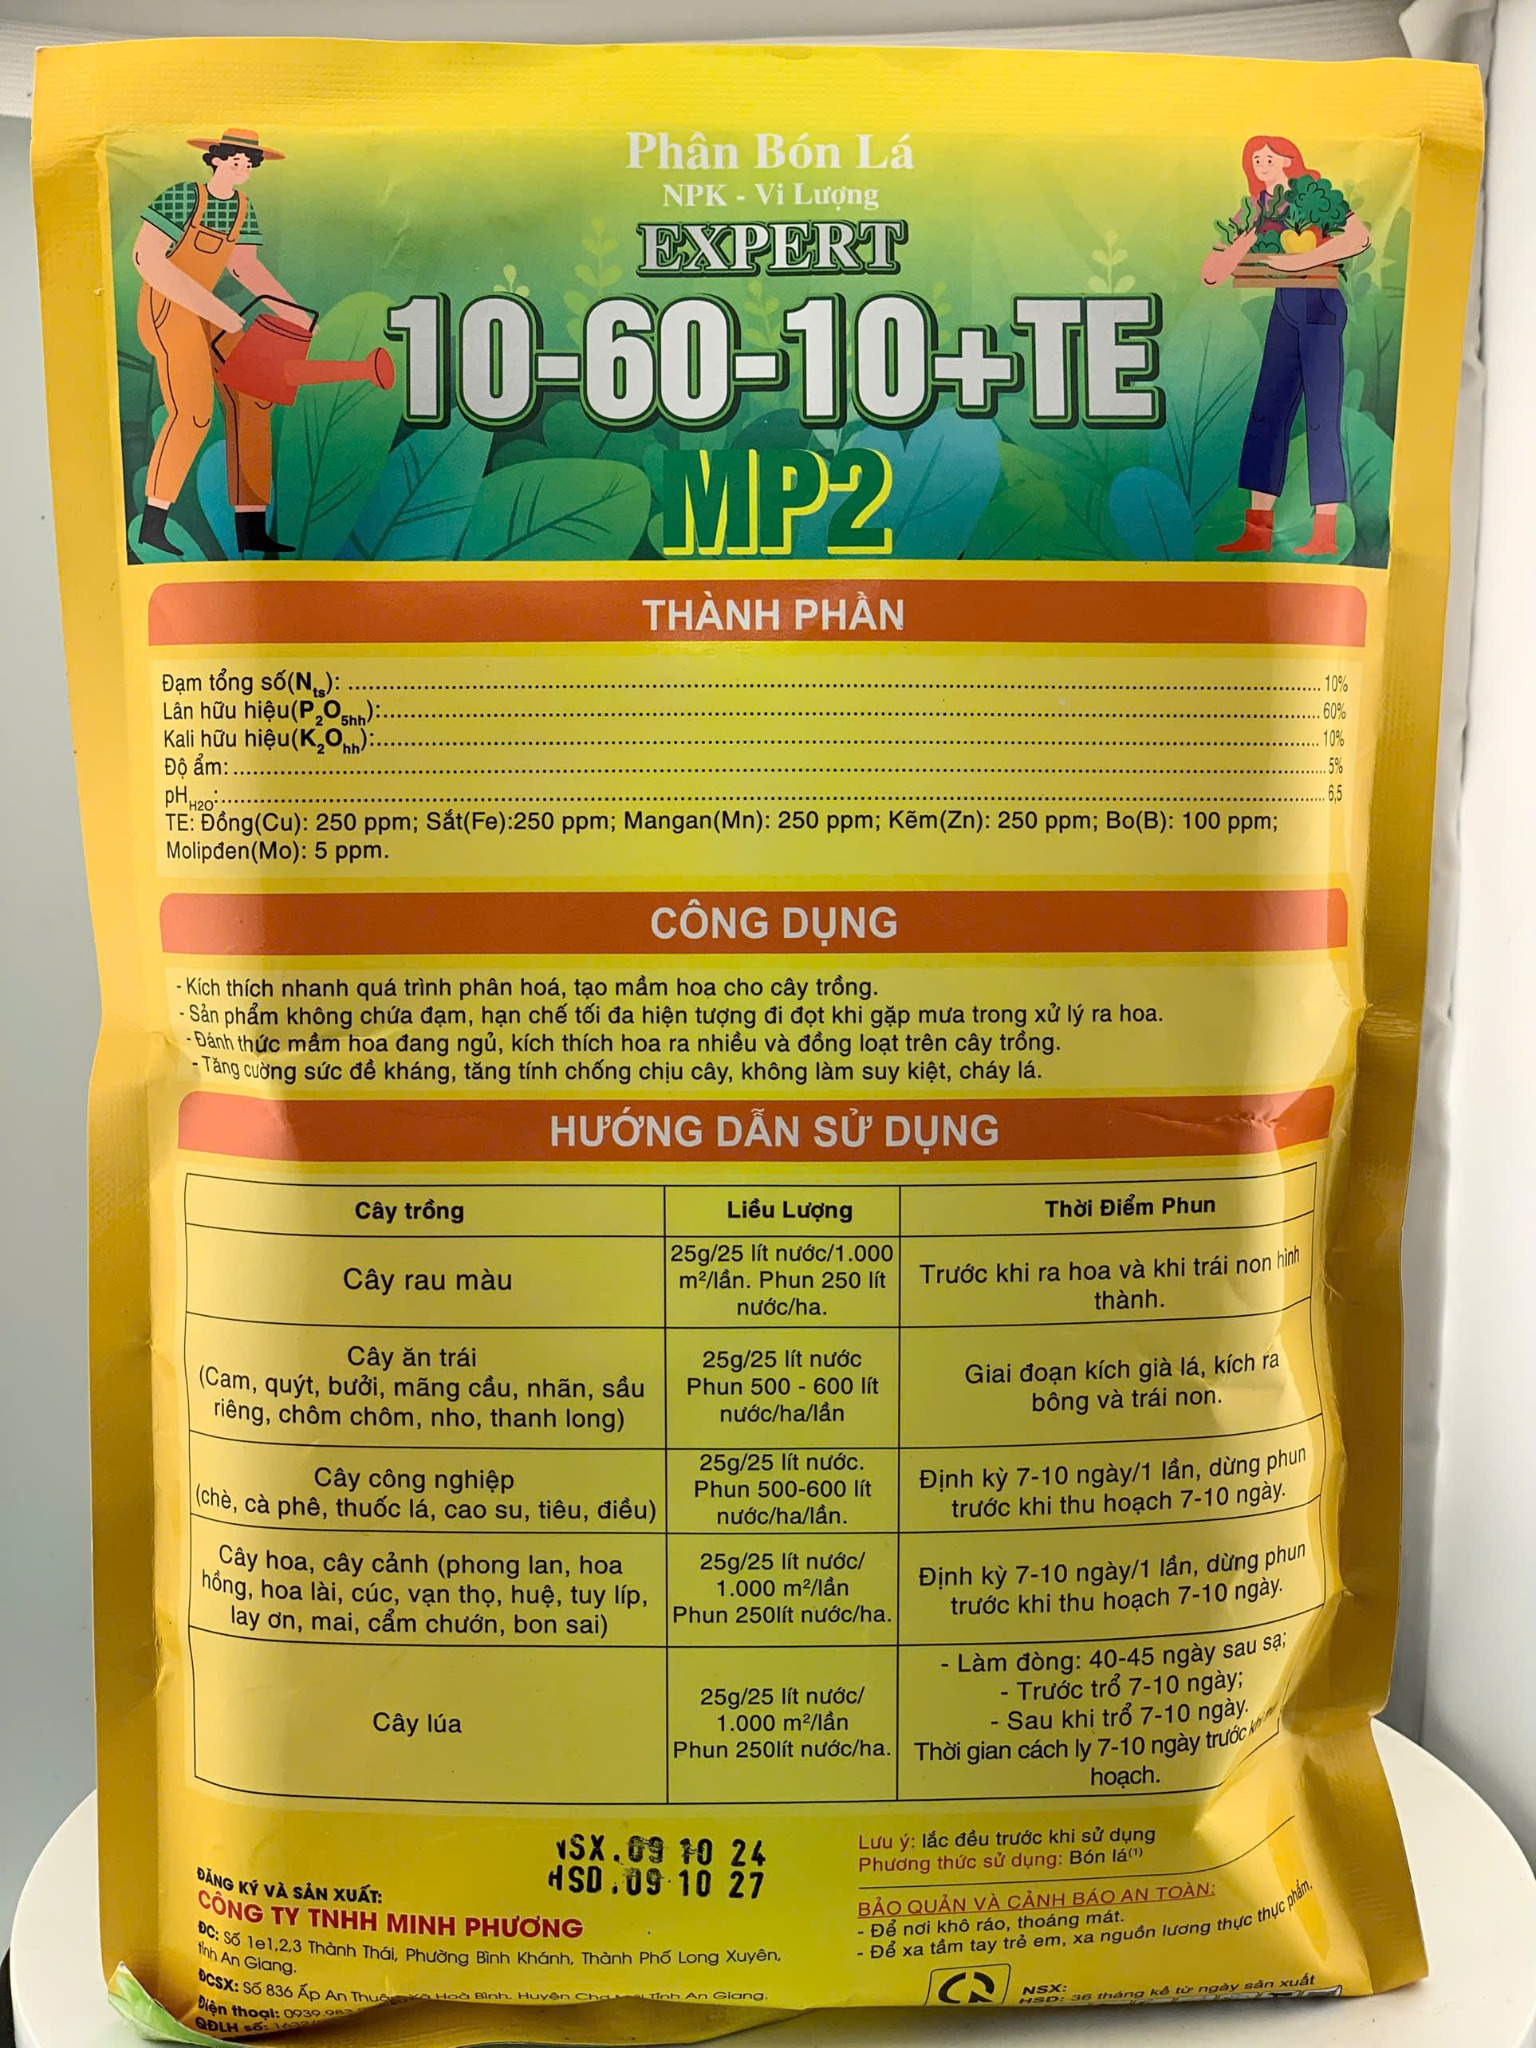 Phân Bón Lá
NPK - Vi Lượng
EXPERT
10-60-10+TE
MP2
THÀNH PHẦN
Đạm tổng số(Nts): 10%
Lân hữu hiệu(P2O5hh): 60%
Kali hữu hiệu(K2Ohh): 10%
Độ ẩm: 5%
pHH2O: 6,5
TE: Đồng(Cu): 250 ppm; Sắt(Fe):250 ppm; Mangan(Mn): 250 ppm; Kẽm(Zn): 250 ppm; Bo(B): 100 ppm;
Molipđen(Mo): 5 ppm.
CÔNG DỤNG
- Kích thích nhanh quá trình phân hoá, tạo mầm hoa cho cây trồng.
- Sản phẩm không chứa đạm, hạn chế tối đa hiện tượng đi đọt khi gặp mưa trong xử lý ra hoa.
- Đánh thức mầm hoa đang ngủ, kích thích hoa ra nhiều và đồng loạt trên cây trồng.
- Tăng cường sức đề kháng, tăng tính chống chịu cây, không làm suy kiệt, cháy lá.
HƯỚNG DẪN SỬ DỤNG
Cây trồng
Liều Lượng
Thời Điểm Phun
Cây rau màu
25g/25 lít nước/1.000
m²/lần. Phun 250 lít
nước/ha.
Trước khi ra hoa và khi trái non hình
thành.
Cây ăn trái
(Cam, quýt, bưởi, mãng cầu, nhãn, sầu
riêng, chôm chôm, nho, thanh long)
25g/25 lít nước
Phun 500 - 600 lít
nước/ha/lần
Giai đoạn kích già lá, kích ra
bông và trái non.
Cây công nghiệp
(chè, cà phê, thuốc lá, cao su, tiêu, điều)
25g/25 lít nước.
Phun 500-600 lít
nước/ha/lần.
Định kỳ 7-10 ngày/1 lần, dừng phun
trước khi thu hoạch 7-10 ngày.
Cây hoa, cây cảnh (phong lan, hoa
hồng, hoa lài, cúc, vạn thọ, huệ, tuy líp,
lay ơn, mai, cẩm chướn, bon sai)
25g/25 lít nước/
1.000 m²/lần
Phun 250lít nước/ha.
Định kỳ 7-10 ngày/1 lần, dừng phun
trước khi thu hoạch 7-10 ngày.
Cây lúa
25g/25 lít nước/
1.000 m²/lần
Phun 250lít nước/ha.
- Làm đòng: 40-45 ngày sau sạ;
- Trước trổ 7-10 ngày;
- Sau khi trổ 7-10 ngày.
Thời gian cách ly 7-10 ngày trước khi
hoạch.
NSX.09 10 24
HSD.09 10 27
ĐĂNG KÝ VÀ SẢN XUẤT:
CÔNG TY TNHH MINH PHƯƠNG
ĐC: Số 1e1,2,3 Thành Thái, Phường Bình Khánh, Thành Phố Long Xuyên,
tỉnh An Giang.
ĐCSX: Số 836 Ấp An Hoà Bình, Huyện Tỉnh An Giang.
Điện thoại: 0939
QĐLH số:
Lưu ý: lắc đều trước khi sử dụng
Phương thức sử dụng: Bón lá(1)
BẢO QUẢN VÀ CẢNH BÁO AN TOÀN:
- Để nơi khô ráo, thoáng mát.
- Để xa tầm tay trẻ em, xa nguồn lương thực thực phẩm.
NSX:
HSD: 36 tháng kể từ ngày sản xuất